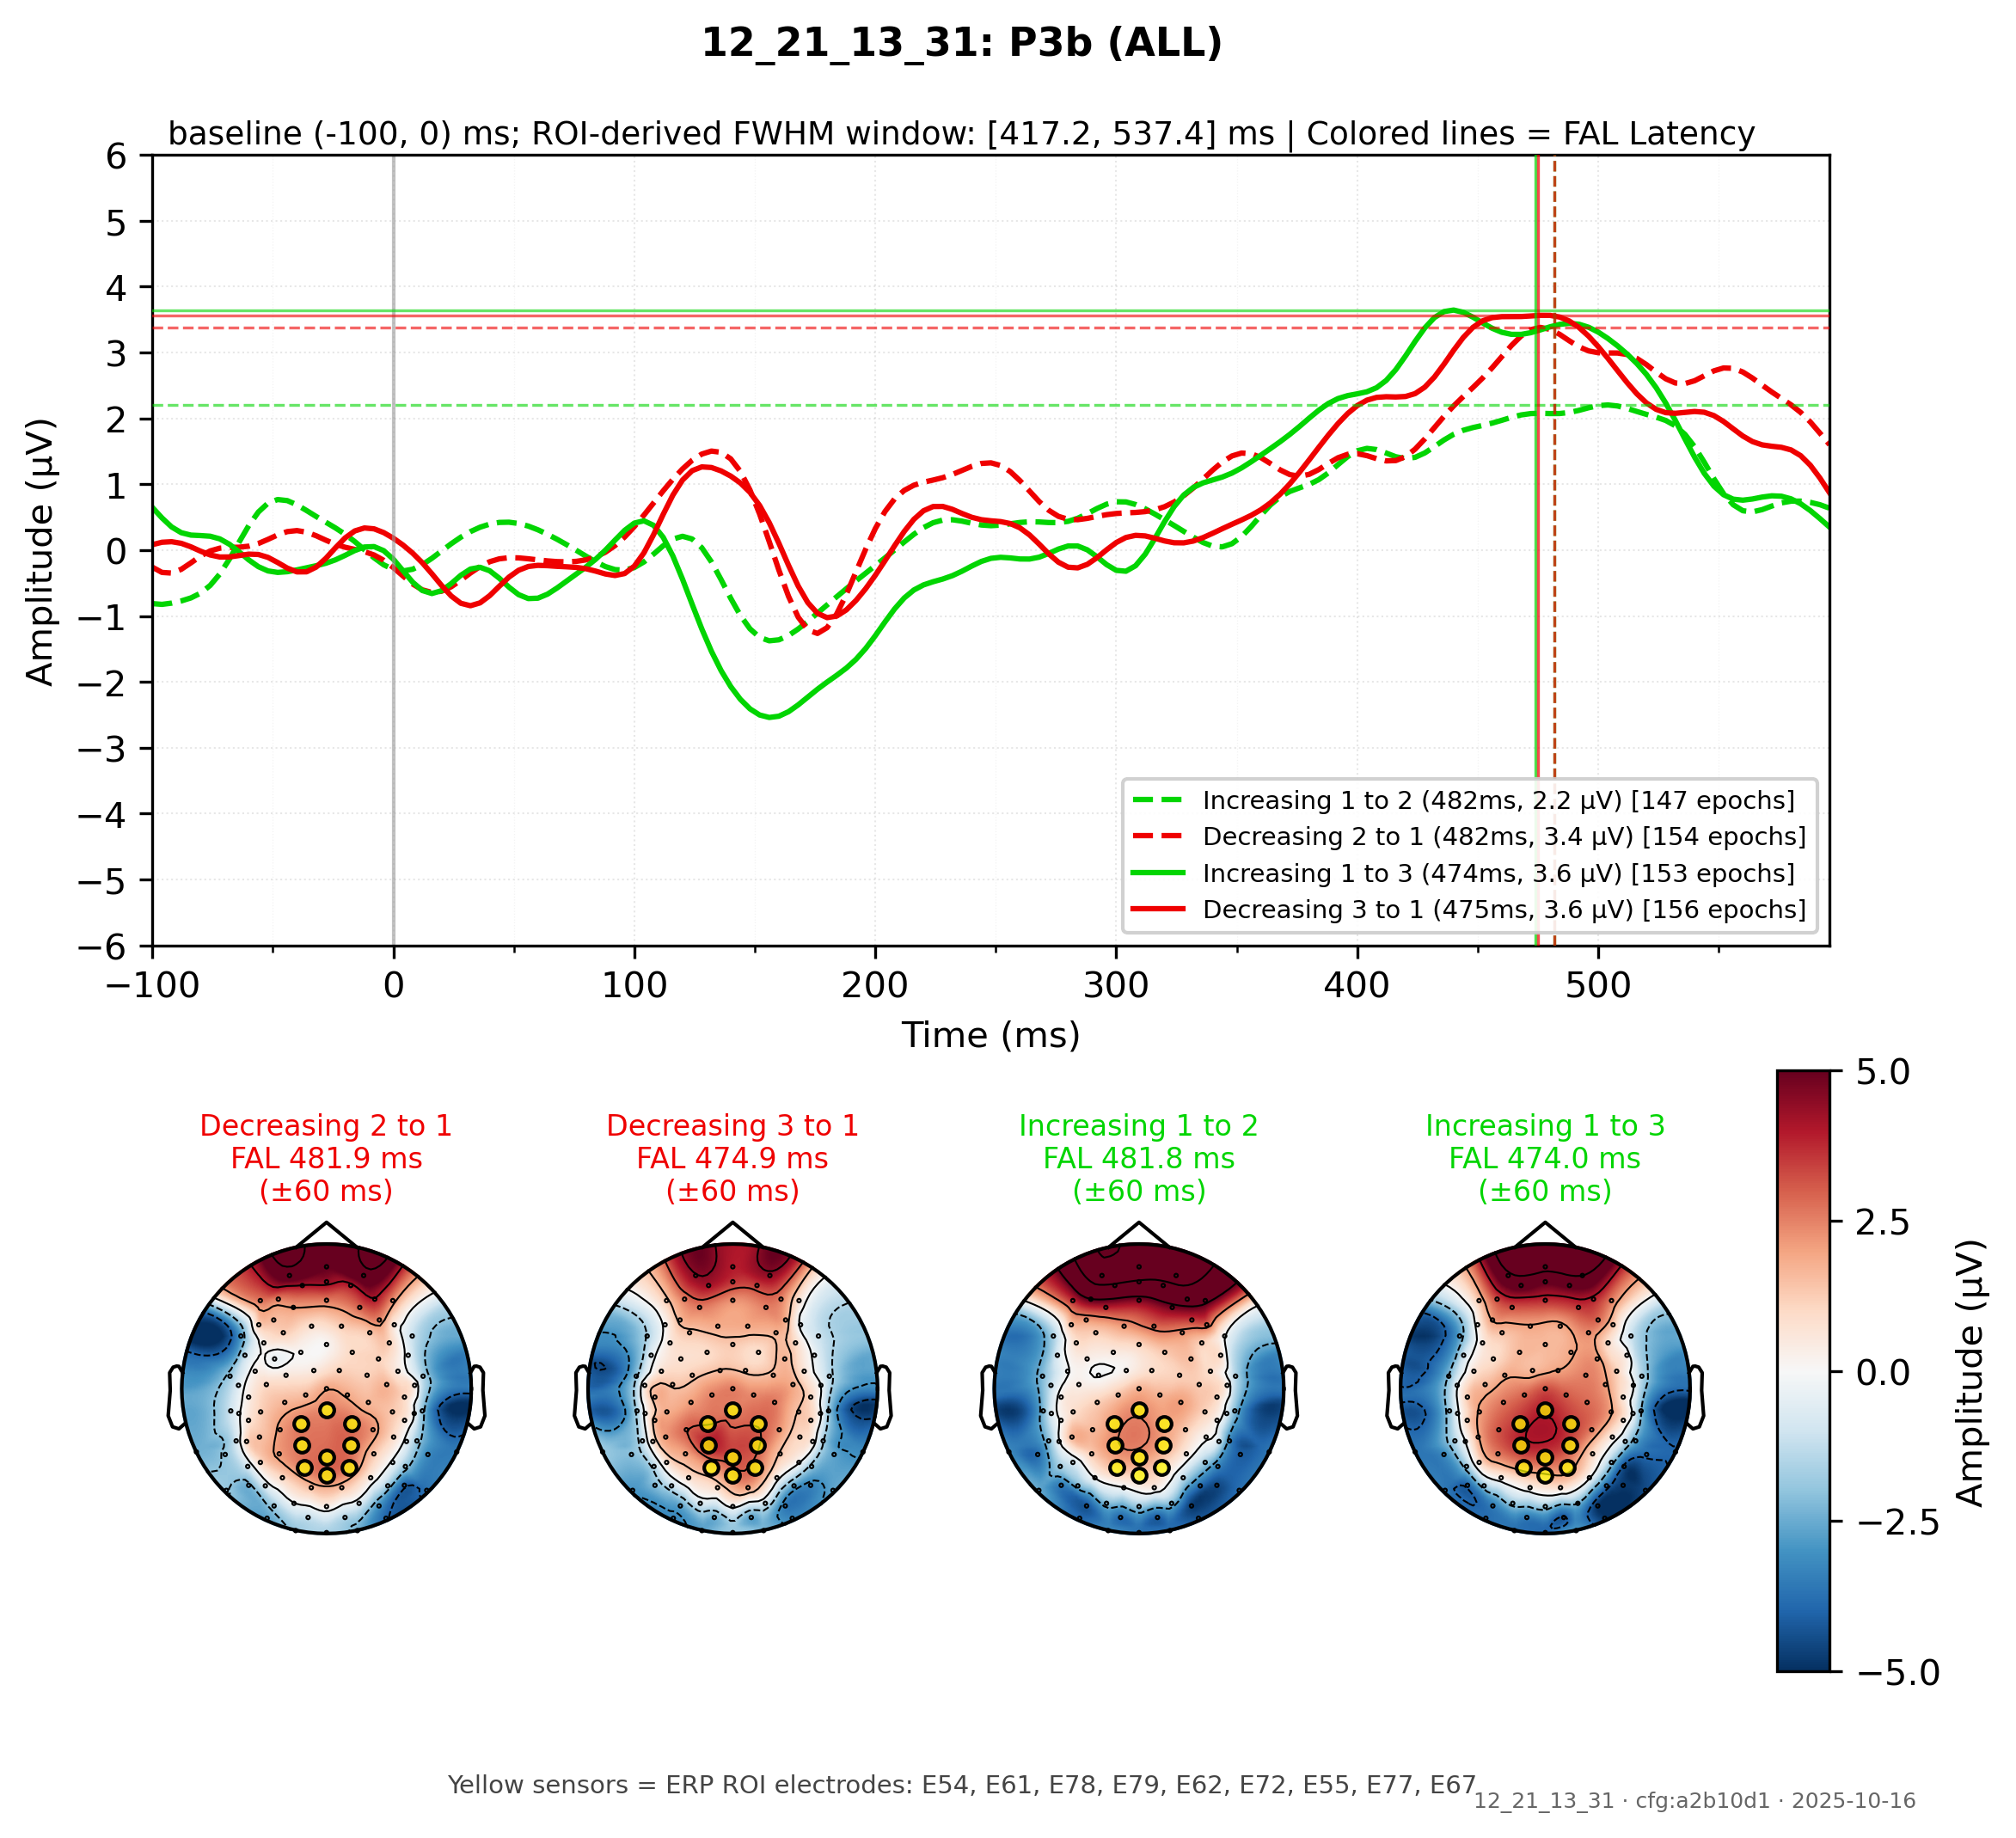 12_21_13_31: P3b (ALL)
baseline (-100, 0) ms; ROI-derived FWHM window: [417.2, 537.4] ms | Colored lines = FAL Latency
6
5
4
3
2
1
0
−1
−2
−3
−4
−5
−6
Amplitude (μV)
Increasing 1 to 2 (482ms, 2.2 μV) [147 epochs]
Decreasing 2 to 1 (482ms, 3.4 μV) [154 epochs]
Increasing 1 to 3 (474ms, 3.6 μV) [153 epochs]
Decreasing 3 to 1 (475ms, 3.6 μV) [156 epochs]
−100 0 100 200 300 400 500
Time (ms)
Decreasing 2 to 1
FAL 481.9 ms
(±60 ms)
Decreasing 3 to 1
FAL 474.9 ms
(±60 ms)
Increasing 1 to 2
FAL 481.8 ms
(±60 ms)
Increasing 1 to 3
FAL 474.0 ms
(±60 ms)
5.0
2.5
0.0
−2.5
−5.0
Amplitude (μV)
Yellow sensors = ERP ROI electrodes: E54, E61, E78, E79, E62, E72, E55, E77, E67
12_21_13_31 · cfg:a2b10d1 · 2025-10-16